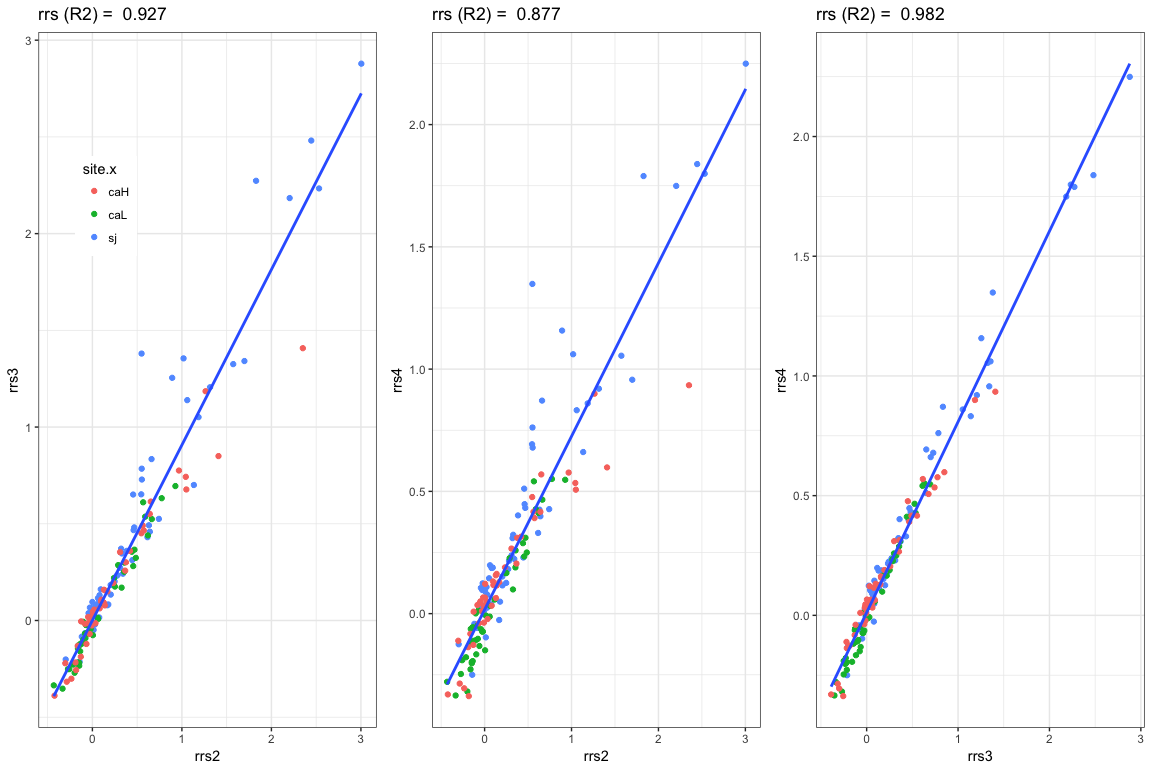 rrs (R2) =  0.927
3
2
1
0
rrs3
site.x
caH
caL
sj
0
1
2
3
rrs2
rrs (R2) =  0.877
2.0
1.5
1.0
0.5
0.0
rrs4
0
1
2
3
rrs2
rrs (R2) =  0.982
2.0
1.5
1.0
0.5
0.0
rrs4
0
1
2
3
rrs3